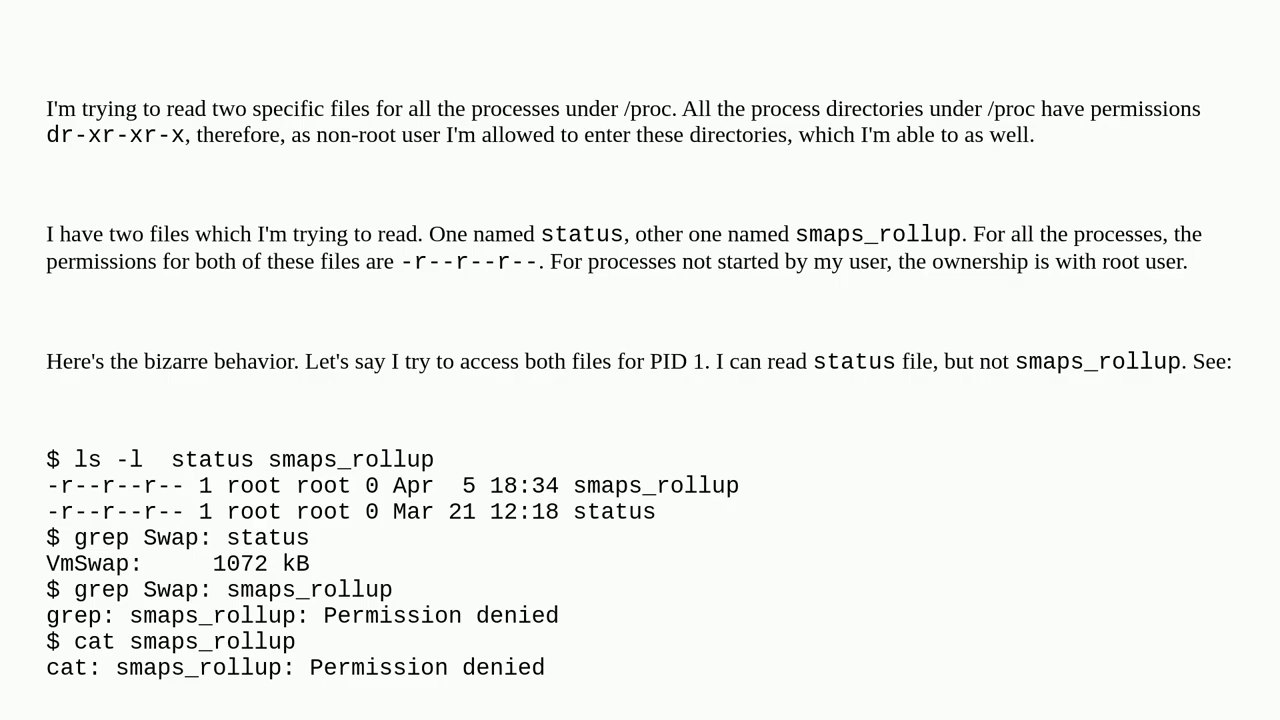 I'm trying to read two specific files for all the processes under /proc. All the process directories under /proc have permissions
dr-xr-xr-x, therefore, as non-root user I'm allowed to enter these directories, which I'm able to as well.
I have two files which I'm trying to read. One named status, other one named smaps_rollup. For all the processes, the
permissions for both of these files are -r--r--r--. For processes not started by my user, the ownership is with root user.
Here's the bizarre behavior. Let's say I try to access both files for PID 1. I can read status file, but not smaps_rollup. See:
$ ls -l  status smaps_rollup
-r--r--r-- 1 root root 0 Apr  5 18:34 smaps_rollup
-r--r--r-- 1 root root 0 Mar 21 12:18 status
$ grep Swap: status
VmSwap:     1072 kB
$ grep Swap: smaps_rollup
grep: smaps_rollup: Permission denied
$ cat smaps_rollup
cat: smaps_rollup: Permission denied